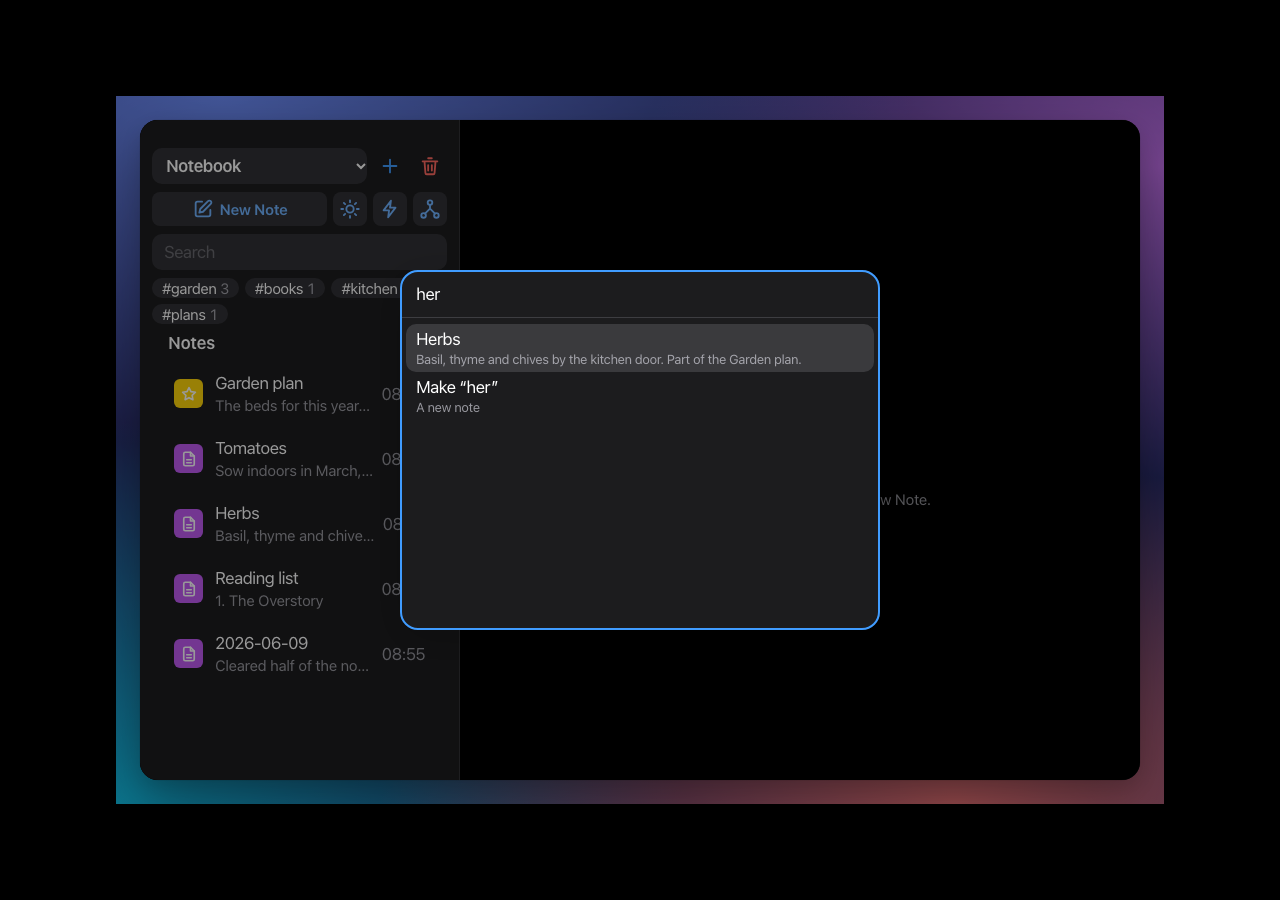 Notebook
New Note
Search
#garden 3
#books 1
#kitchen
#plans 1
Notes
Garden plan
The beds for this year...
08
Tomatoes
Sow indoors in March,...
08
Herbs
Basil, thyme and chive...
08
Reading list
1. The Overstory
08
2026-06-09
Cleared half of the no...
08:55
her
Herbs
Basil, thyme and chives by the kitchen door. Part of the Garden plan.
Make “her”
A new note
w Note.